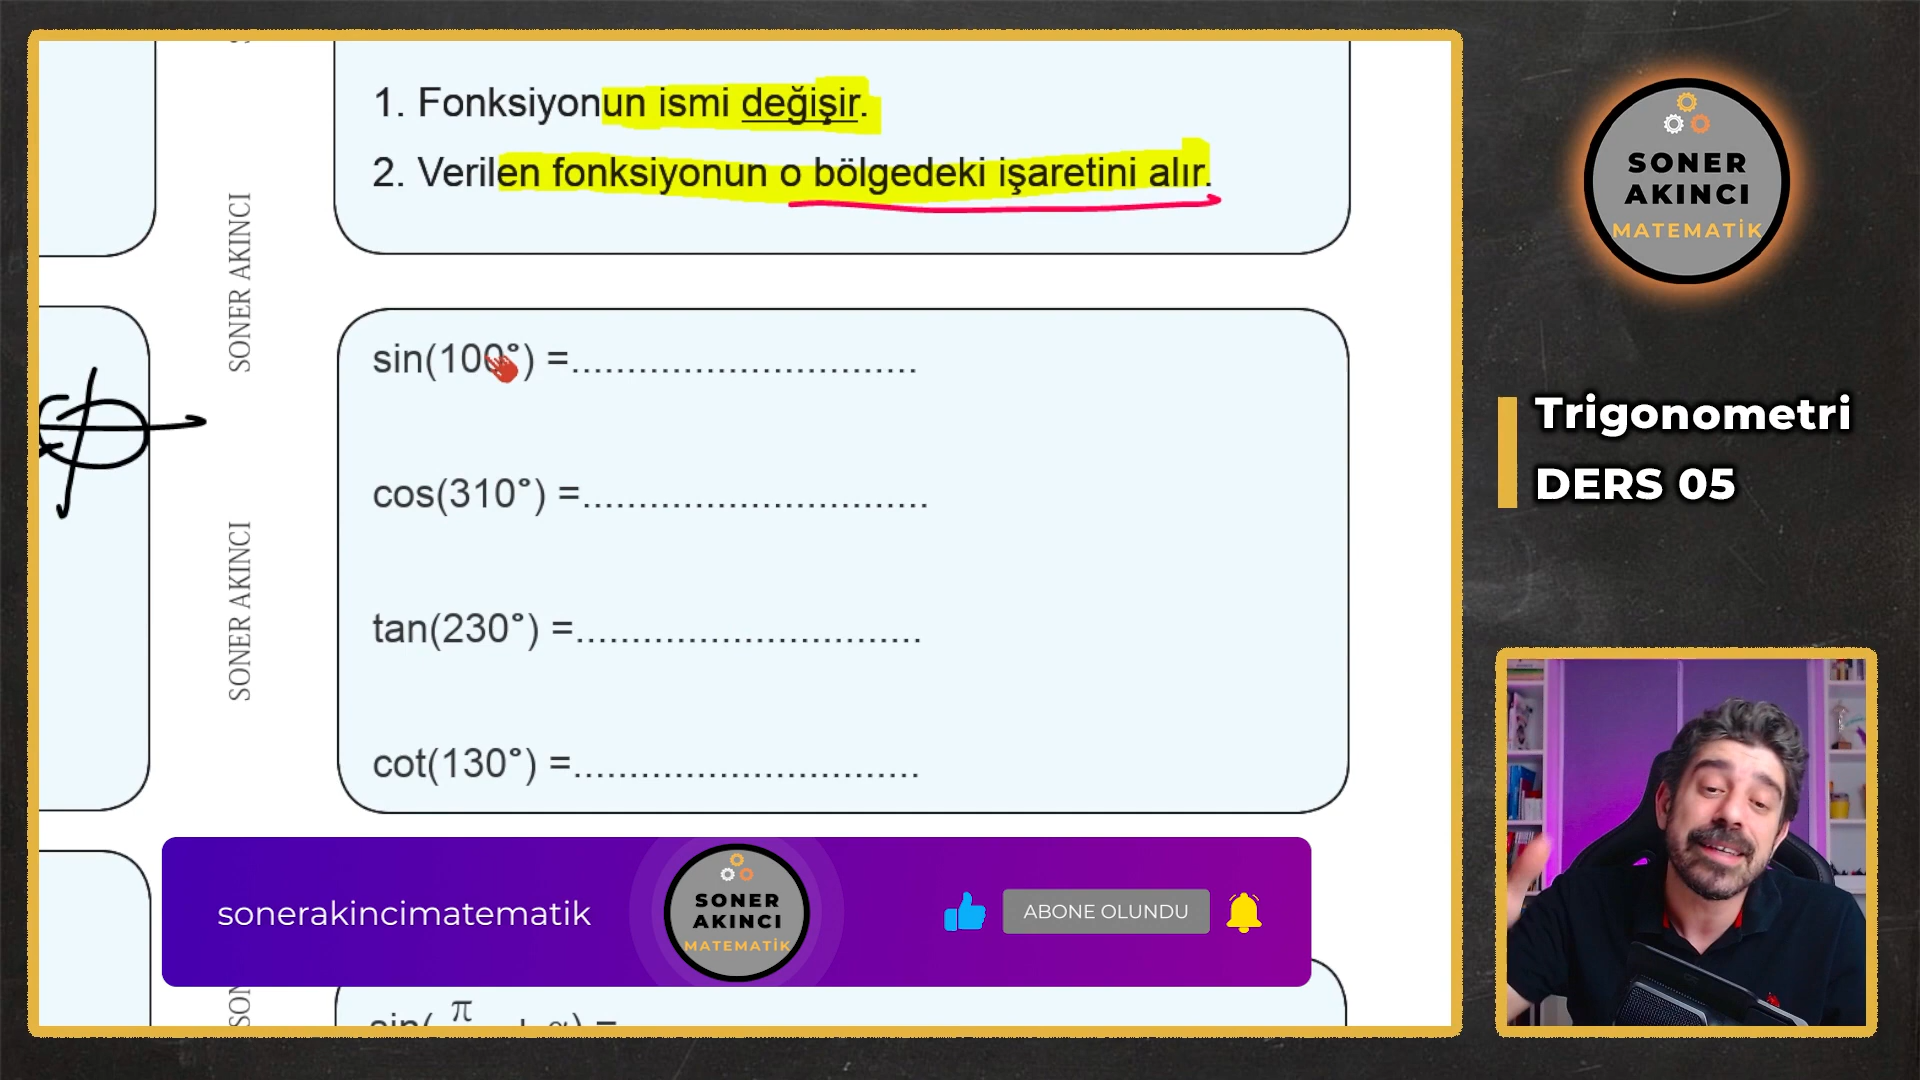 1. Fonksiyonun ismi değişir.
2. Verilen fonksiyonun o bölgedeki işaretini alır.
SONER AKINCI
sin(100°) =...............................
cos(310°) =...............................
tan(230°) =...............................
cot(130°) =...............................
SONER AKINCI
sonerakincimatematik
SONER
AKINCI
MATEMATİK
ABONE OLUNDU
SON
π
SONER
AKINCI
MATEMATİK
Trigonometri
DERS 05